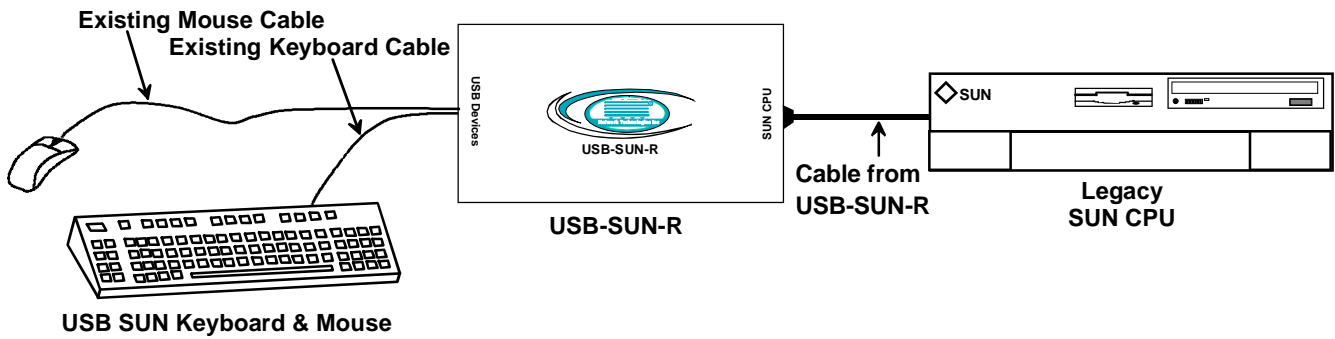 Existing Mouse Cable
Existing Keyboard Cable
USB Devices
USB-SUN-R
SUN CPU
SUN
Cable from
USB-SUN-R
Legacy
SUN CPU
USB-SUN-R
USB SUN Keyboard & Mouse